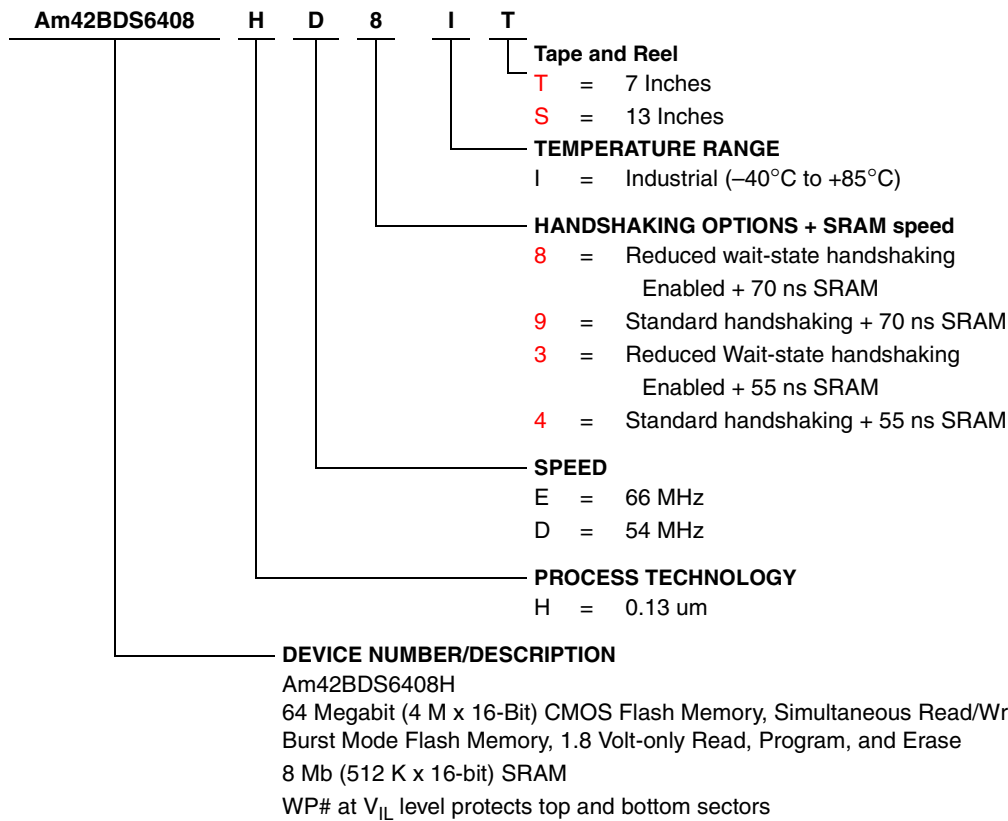 Am42BDS6408 H D 8 I T
Tape and Reel
T = 7 Inches
S = 13 Inches
TEMPERATURE RANGE
I = Industrial (–40°C to +85°C)
HANDSHAKING OPTIONS + SRAM speed
8 = Reduced wait-state handshaking
Enabled + 70 ns SRAM
9 = Standard handshaking + 70 ns SRAM
3 = Reduced Wait-state handshaking
Enabled + 55 ns SRAM
4 = Standard handshaking + 55 ns SRAM
SPEED
E = 66 MHz
D = 54 MHz
PROCESS TECHNOLOGY
H = 0.13 um
DEVICE NUMBER/DESCRIPTION
Am42BDS6408H
64 Megabit (4 M x 16-Bit) CMOS Flash Memory, Simultaneous Read/Wr
Burst Mode Flash Memory, 1.8 Volt-only Read, Program, and Erase
8 Mb (512 K x 16-bit) SRAM
WP# at VIL level protects top and bottom sectors